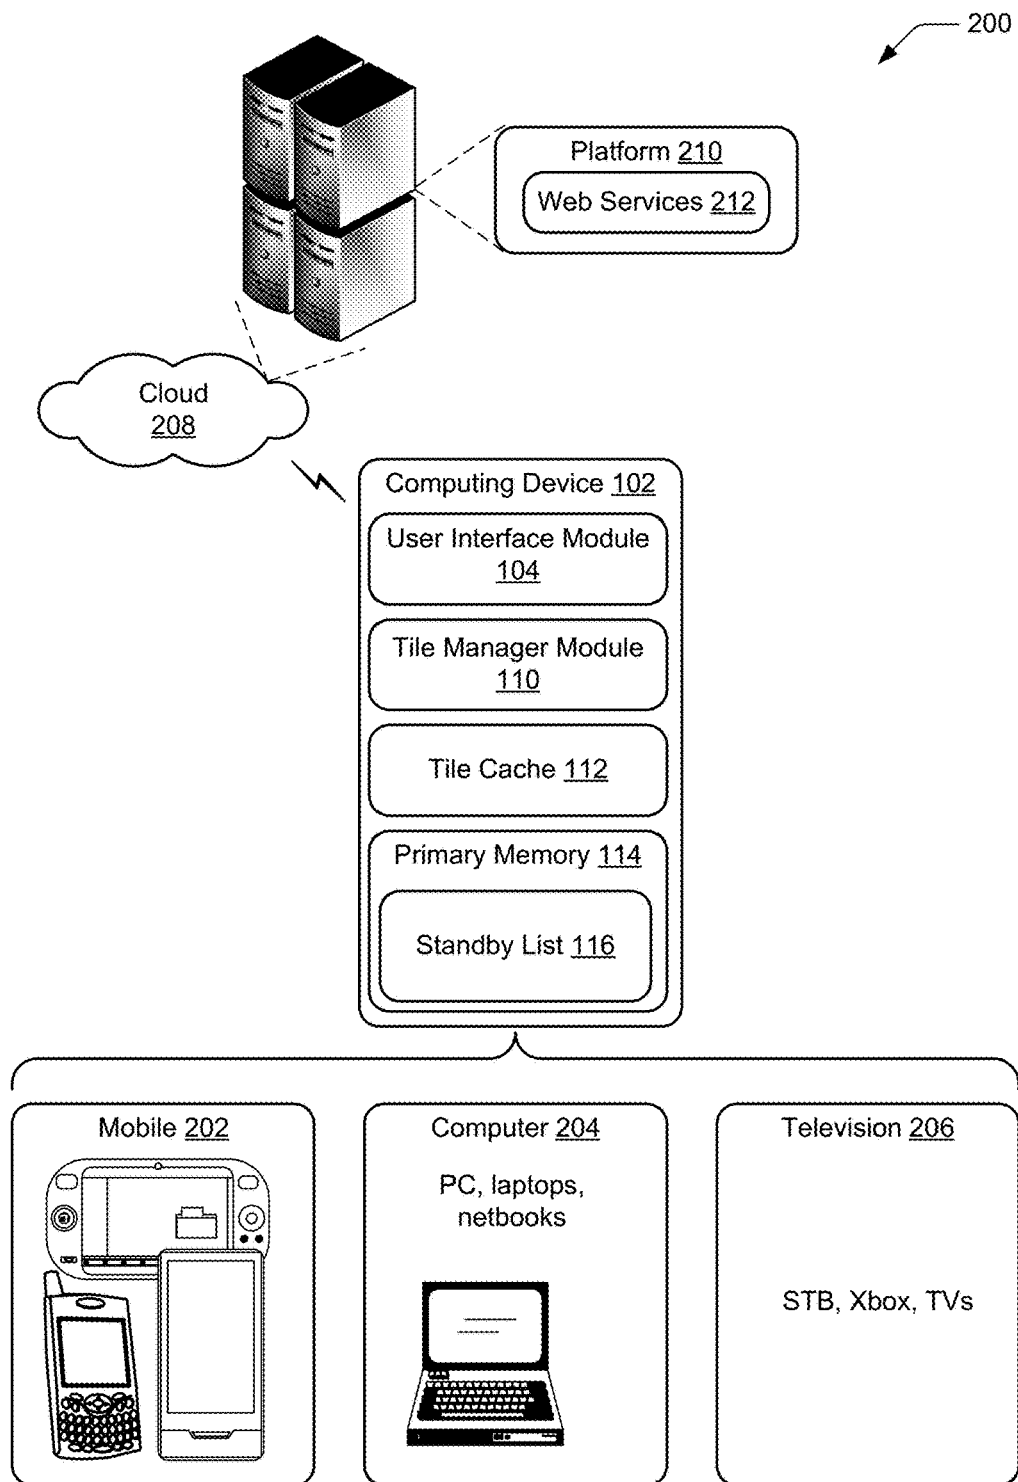 200
Platform 210
Web Services 212
Cloud
208
Computing Device 102
User Interface Module
104
Tile Manager Module
110
Tile Cache 112
Primary Memory 114
Standby List 116
Mobile 202
Computer 204
PC, laptops,
netbooks
Television 206
STB, Xbox, TVs